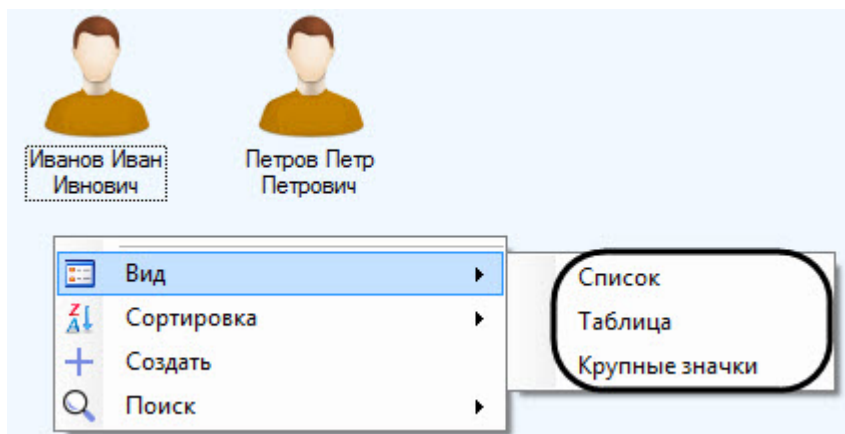 Иванов Иван
Ивнович
Петров Петр
Петрович
Вид
Сортировка
Создать
Поиск
Список
Таблица
Крупные значки